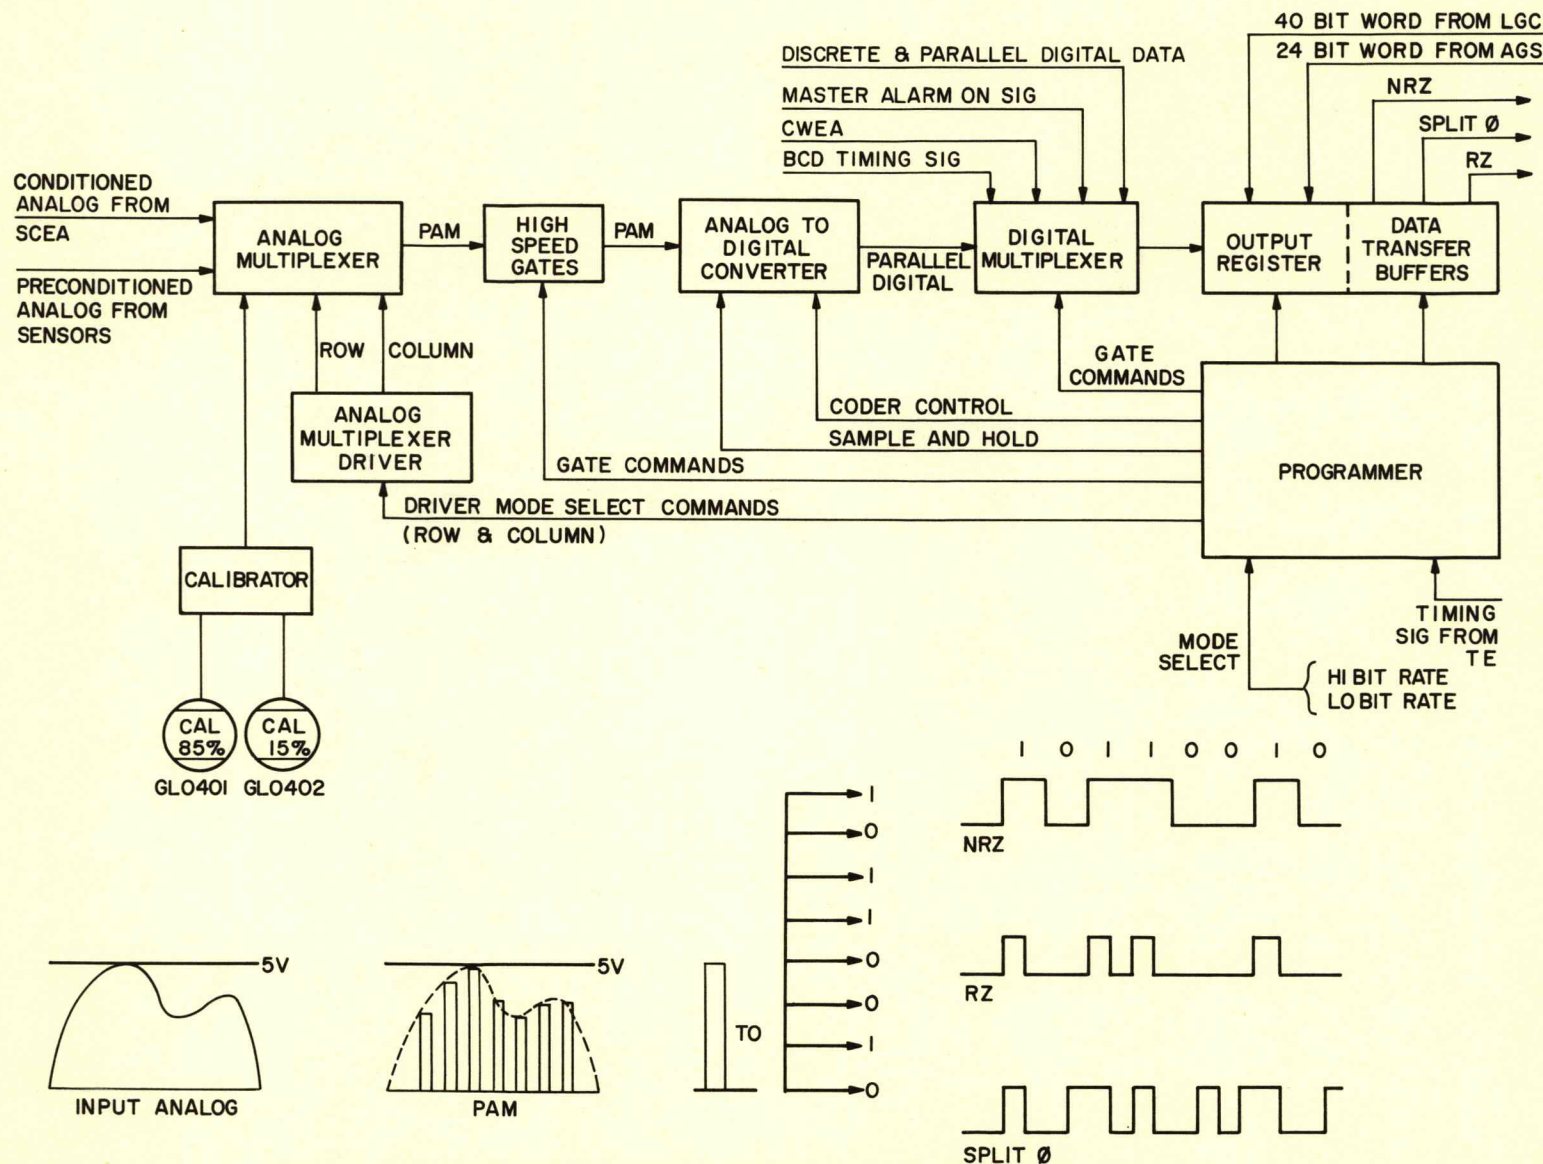 40 BIT WORD FROM LGC
24 BIT WORD FROM AGS
NRZ
SPLIT Ø
RZ
DISCRETE & PARALLEL DIGITAL DATA
MASTER ALARM ON SIG
CWEA
BCD TIMING SIG
CONDITIONED
ANALOG FROM
SCEA
PRECONDITIONED
ANALOG FROM
SENSORS
ANALOG
MULTIPLEXER
PAM
HIGH
SPEED
GATES
PAM
ANALOG TO
DIGITAL
CONVERTER
PARALLEL
DIGITAL
DIGITAL
MULTIPLEXER
OUTPUT
REGISTER
DATA
TRANSFER
BUFFERS
ROW
COLUMN
ANALOG
MULTIPLEXER
DRIVER
GATE
COMMANDS
CODER CONTROL
SAMPLE AND HOLD
GATE COMMANDS
DRIVER MODE SELECT COMMANDS
(ROW & COLUMN)
PROGRAMMER
CALIBRATOR
CAL
85%
GL0401
CAL
15%
GL0402
MODE
SELECT
HI BIT RATE
LO BIT RATE
TIMING
SIG FROM
TE
1 0 1 1 0 0 1 0
NRZ
RZ
SPLIT Ø
5V
INPUT ANALOG
5V
PAM
TO
1
0
1
1
0
0
1
0